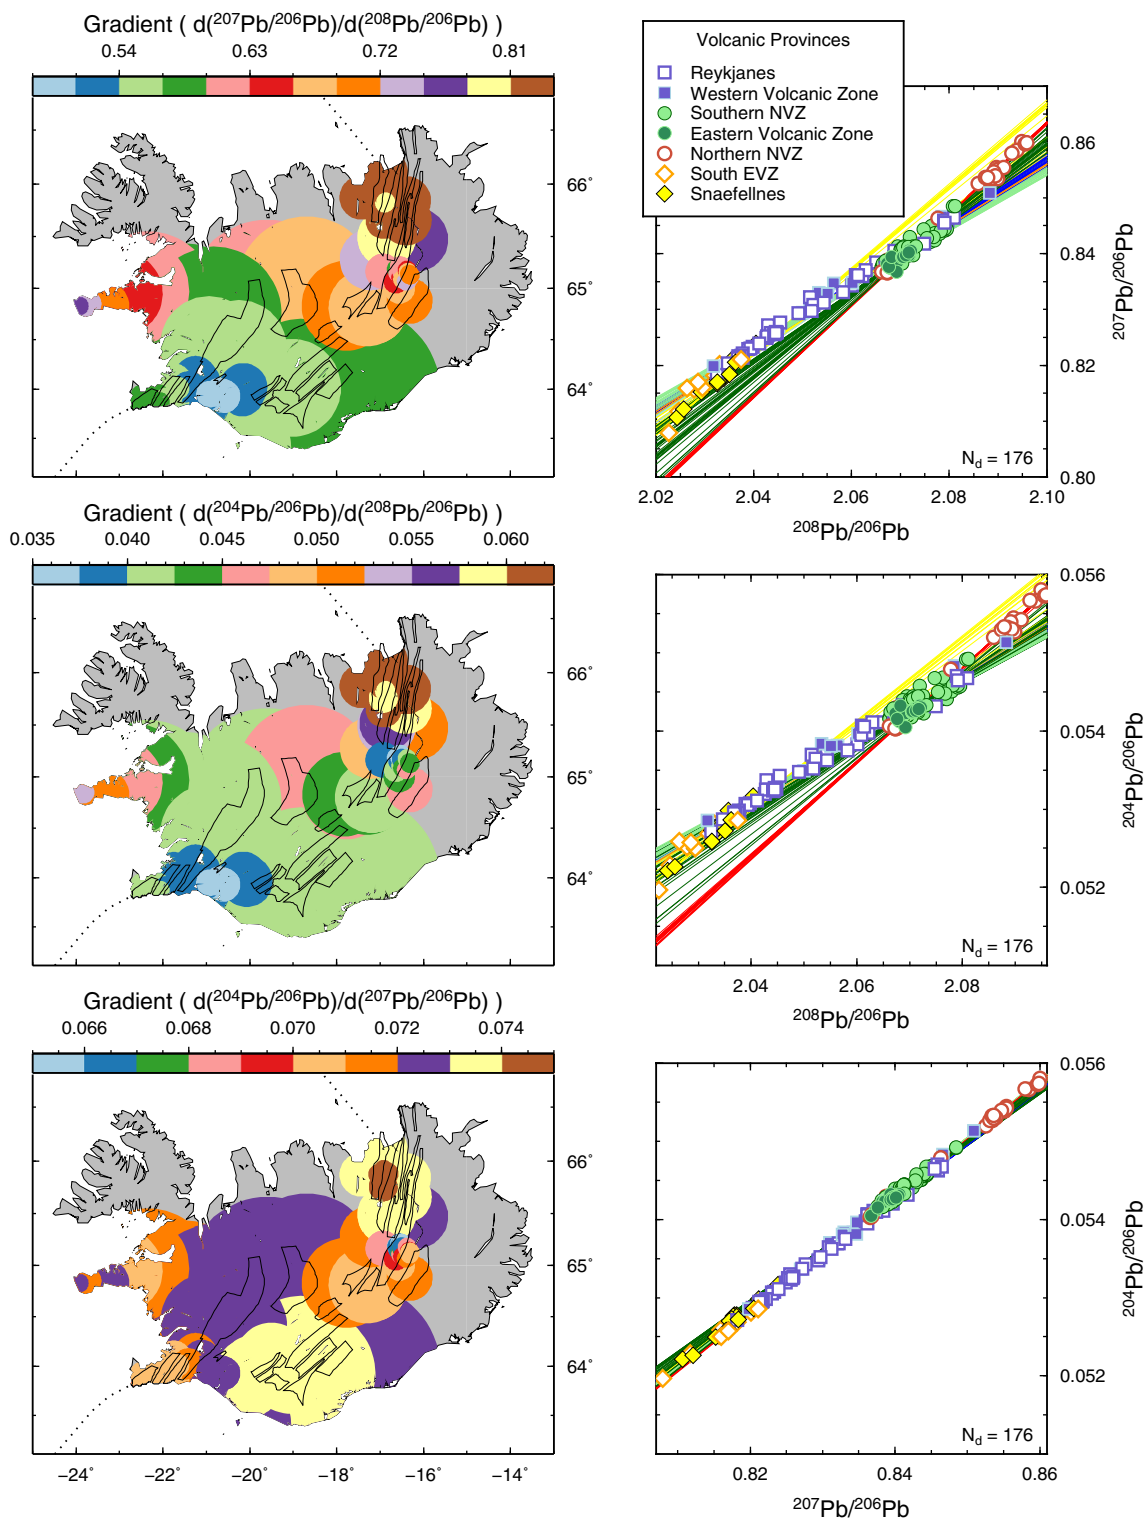 Gradient ( d(²⁰⁷Pb/²⁰⁶Pb)/d(²⁰⁸Pb/²⁰⁶Pb) )
0.54 0.63 0.72 0.81
66°
65°
64°
Volcanic Provinces
Reykjanes
Western Volcanic Zone
Southern NVZ
Eastern Volcanic Zone
Northern NVZ
South EVZ
Snaefellnes
0.86
0.84
0.82
0.80
²⁰⁷Pb/²⁰⁶Pb
N_d = 176
2.02 2.04 2.06 2.08 2.10
²⁰⁸Pb/²⁰⁶Pb
Gradient ( d(²⁰⁴Pb/²⁰⁶Pb)/d(²⁰⁸Pb/²⁰⁶Pb) )
0.035 0.040 0.045 0.050 0.055 0.060
66°
65°
64°
0.056
0.054
0.052
²⁰⁴Pb/²⁰⁶Pb
N_d = 176
2.04 2.06 2.08
²⁰⁸Pb/²⁰⁶Pb
Gradient ( d(²⁰⁴Pb/²⁰⁶Pb)/d(²⁰⁷Pb/²⁰⁶Pb) )
0.066 0.068 0.070 0.072 0.074
66°
65°
64°
−24° −22° −20° −18° −16° −14°
0.056
0.054
0.052
²⁰⁴Pb/²⁰⁶Pb
N_d = 176
0.82 0.84 0.86
²⁰⁷Pb/²⁰⁶Pb